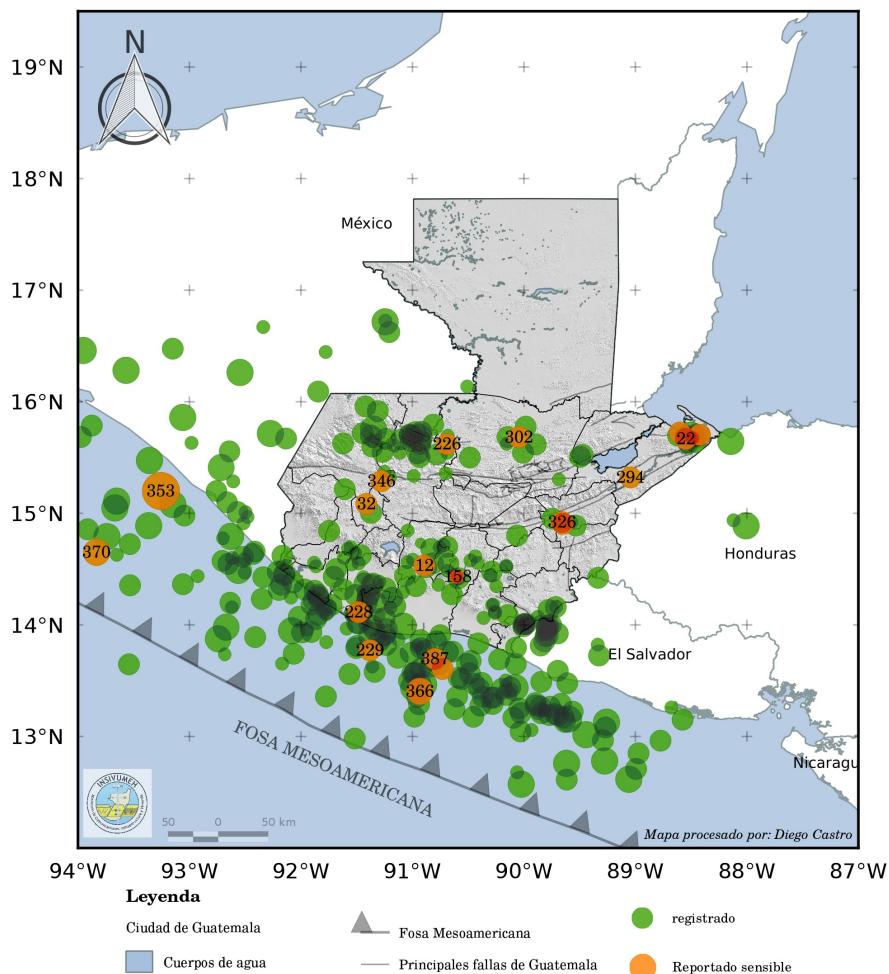 N
19°N
18°N
México
17°N
16°N
226
302
22
346
294
353
32
15°N
326
370
Honduras
12
158
228
14°N
229
387
El Salvador
366
13°N
FOSA MESOAMERICANA
Nicaragu
INSIVUMEH
50 0 50 km
Mapa procesado por: Diego Castro
94°W 93°W 92°W 91°W 90°W 89°W 88°W 87°W
Leyenda
Ciudad de Guatemala
Fosa Mesoamericana
registrado
Cuerpos de agua
Principales fallas de Guatemala
Reportado sensible